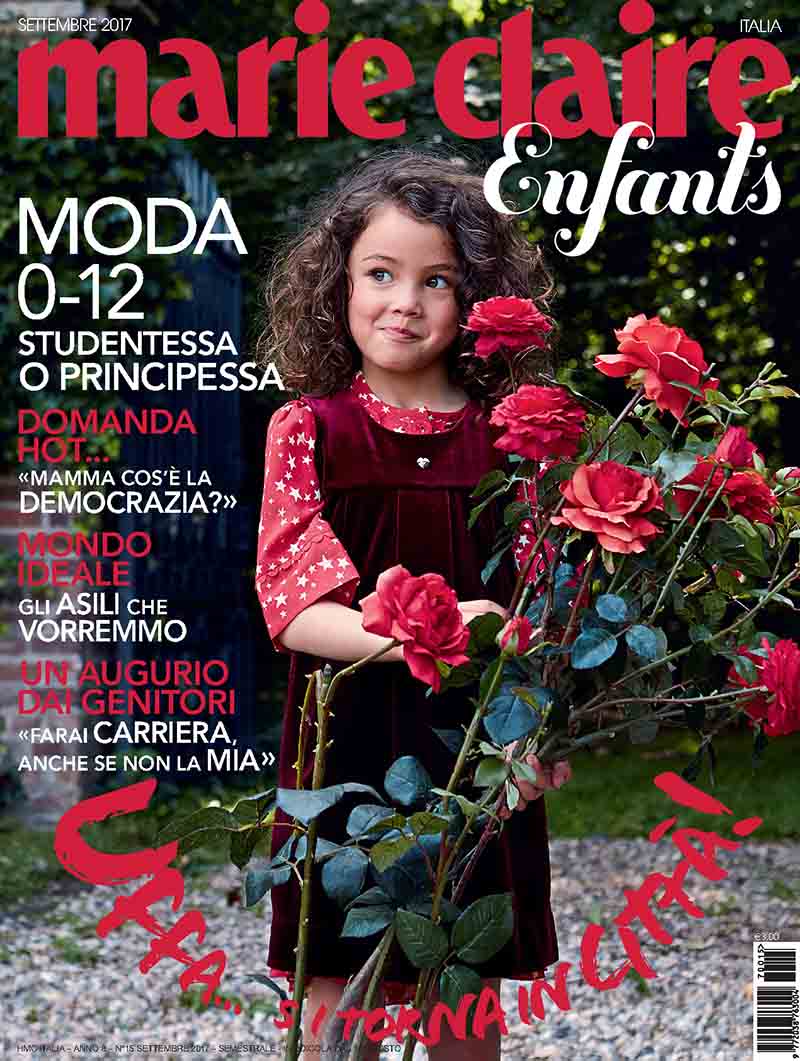 SETTEMBRE 2017
ITALIA
marie claire
Enfants
MODA
0-12
STUDENTESSA
O PRINCIPESSA
DOMANDA
HOT...
«MAMMA COS'È LA
DEMOCRAZIA?»
MONDO
IDEALE
GLI ASILI CHE
VORREMMO
UN AUGURIO
DAI GENITORI
«FARAI CARRIERA,
ANCHE SE NON LA MIA»
UFFA... SI TORNA IN CITTÀ!
€3,00
70015>
HMC ITALIA – ANNO 8 – N°15 SETTEMBRE 2017 – SEMESTRALE –